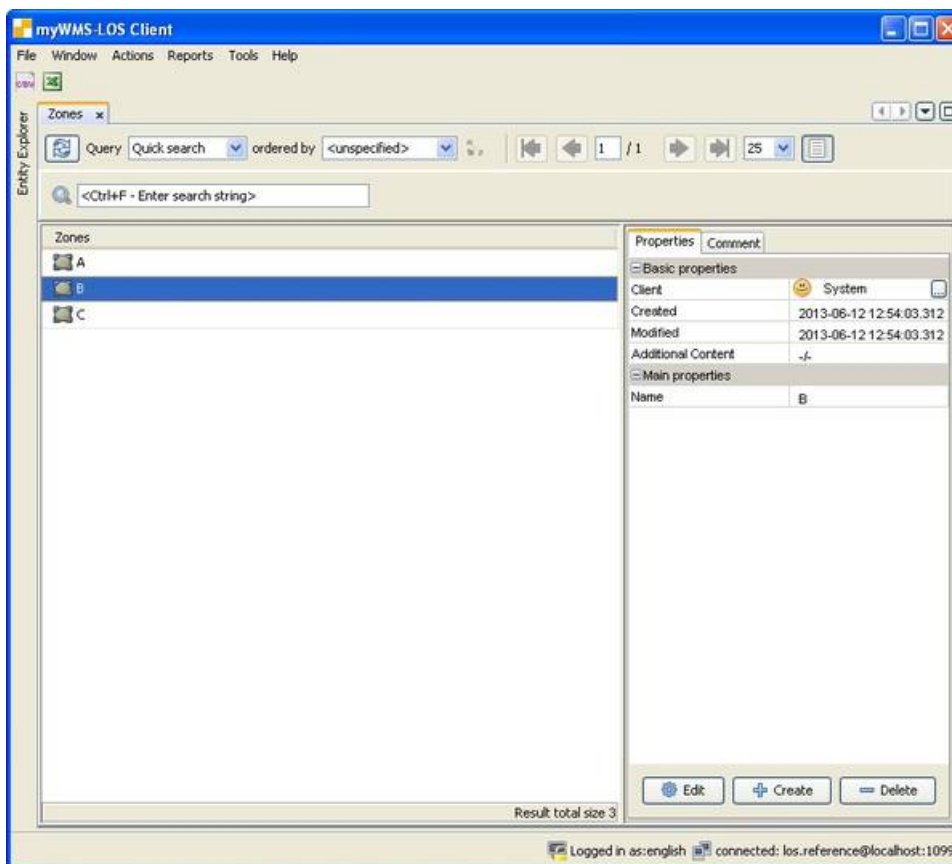 myWMS-LOS Client
File Window Actions Reports Tools Help
CSV
Entity Explorer
Zones x
Query Quick search ordered by <unspecified> 1 / 1 25
<Ctrl+F - Enter search string>
Zones
A
B
C
Result total size 3
Properties Comment
Basic properties
Client System ...
Created 2013-06-12 12:54:03.312
Modified 2013-06-12 12:54:03.312
Additional Content -/-
Main properties
Name B
Edit Create Delete
Logged in as:english connected: los.reference@localhost:109